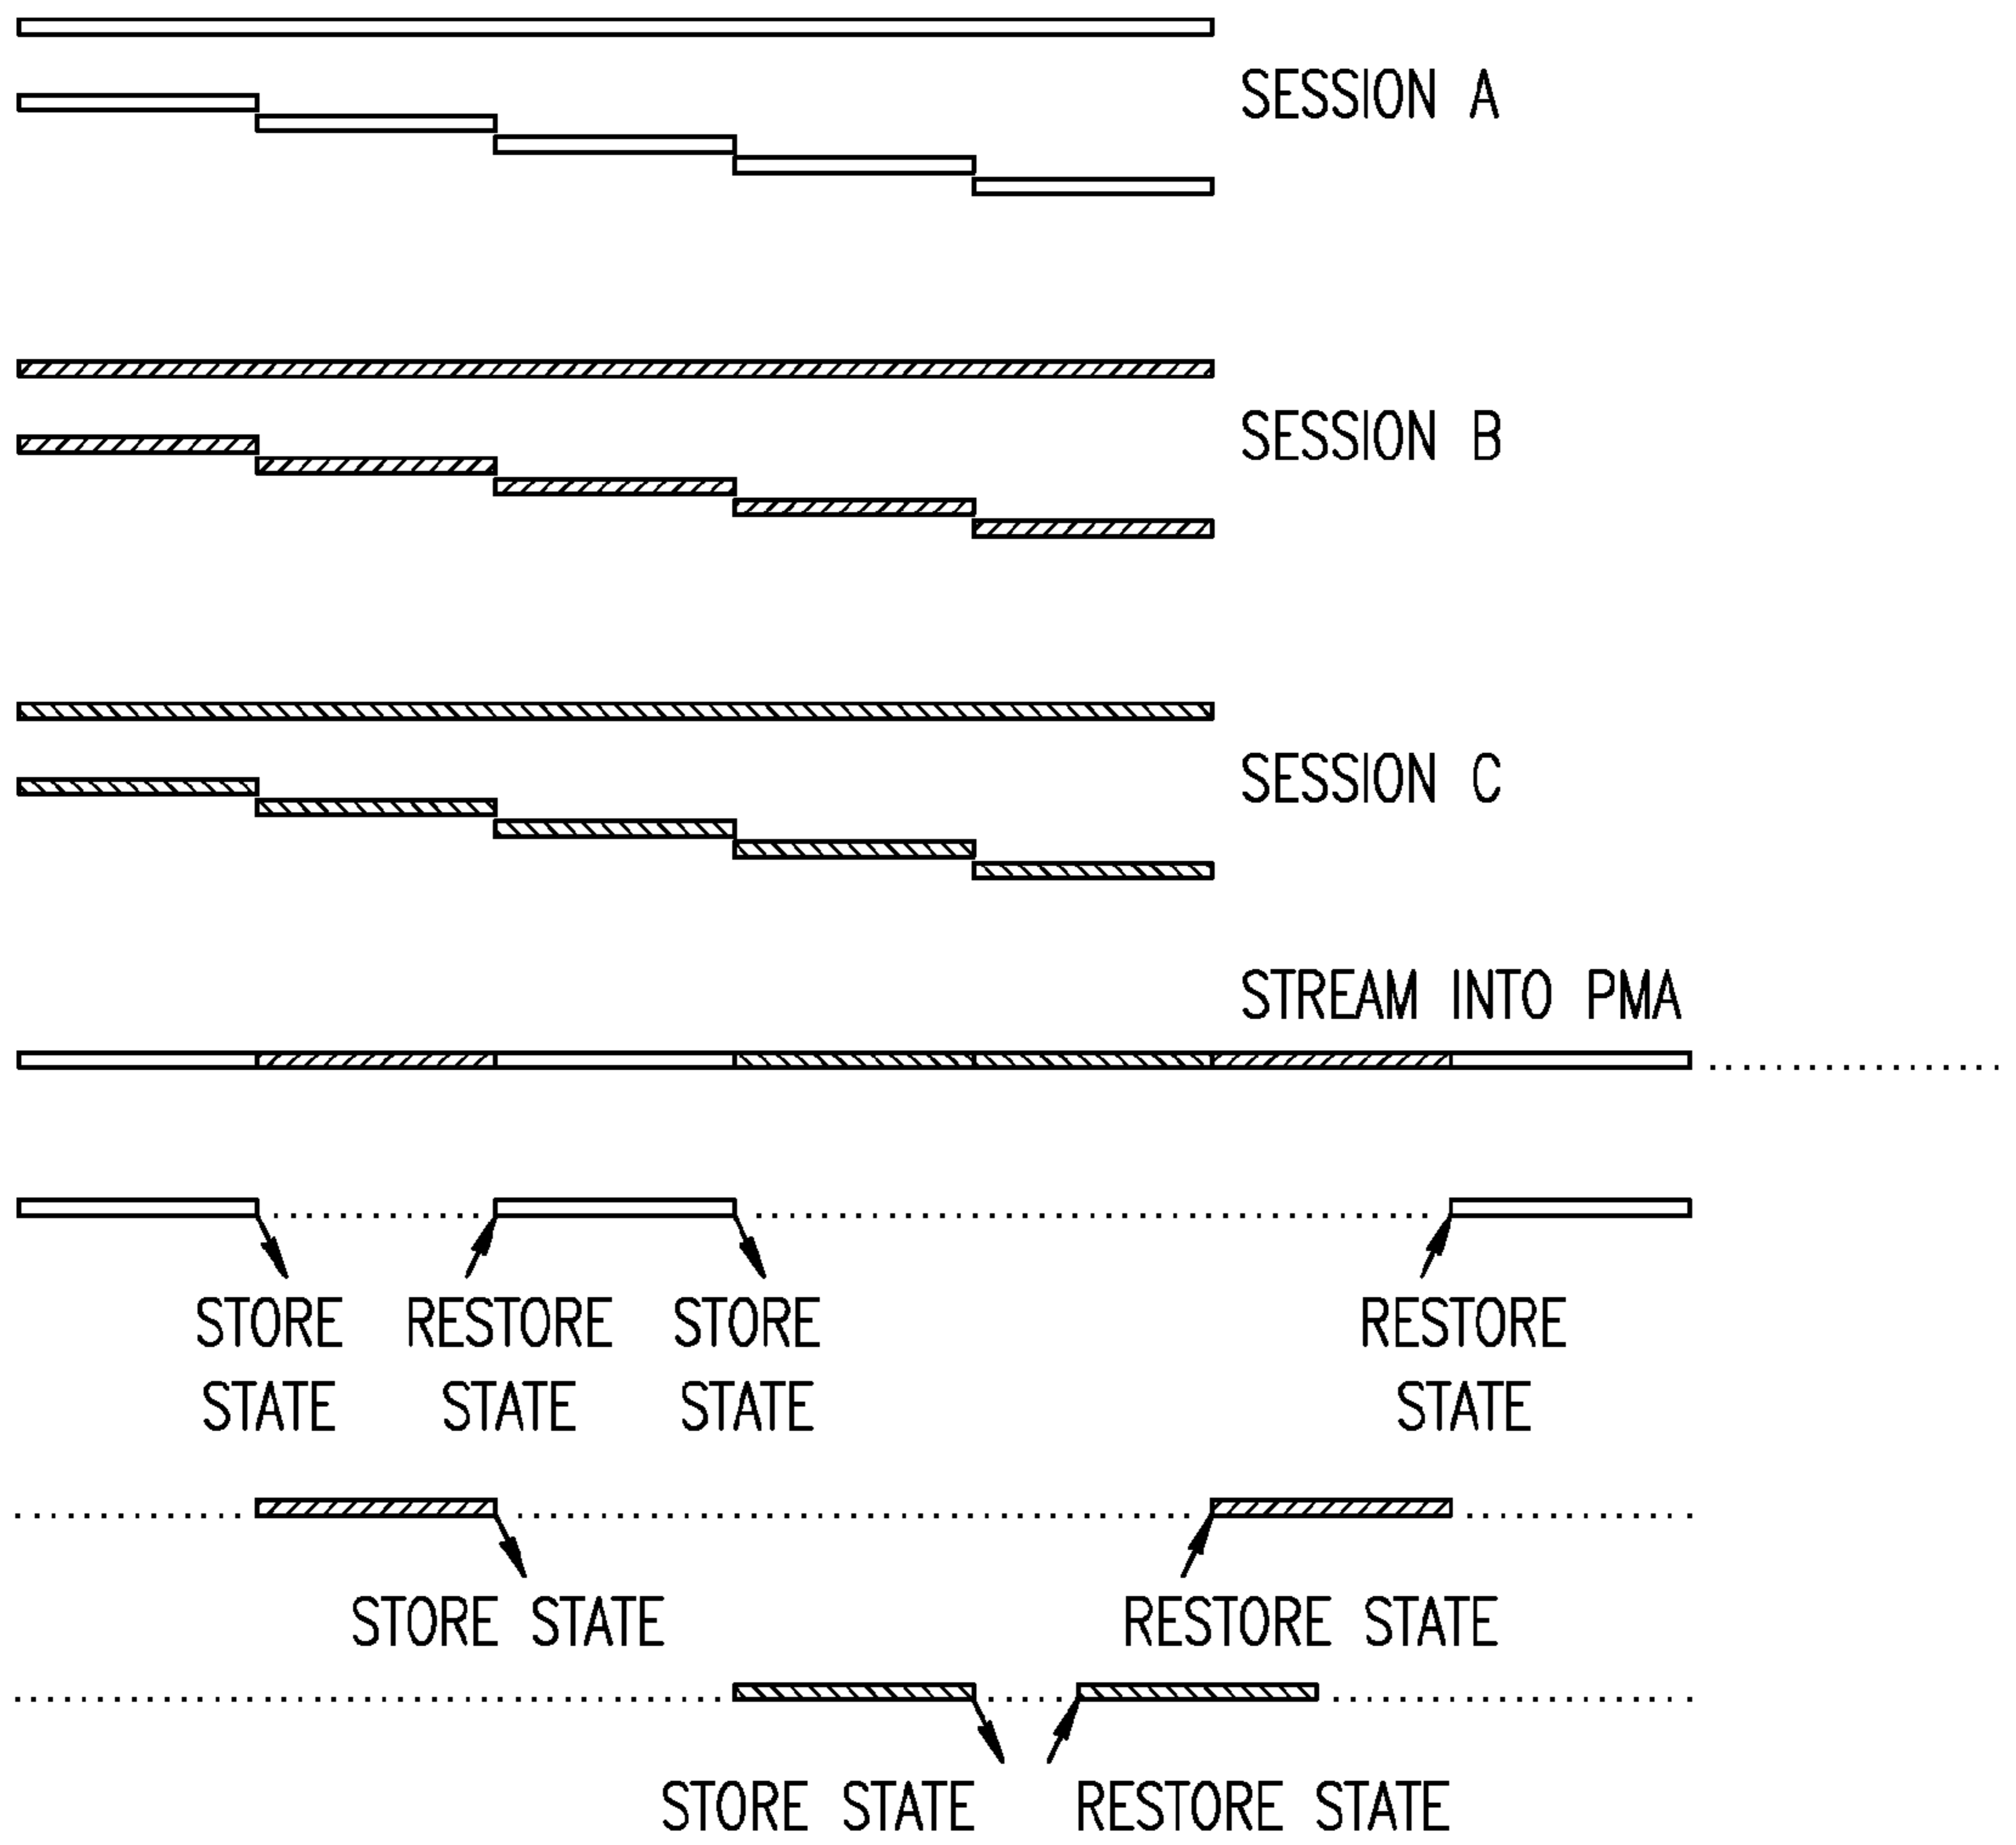 SESSION A
SESSION B
SESSION C
STREAM INTO PMA
STORE RESTORE STORE RESTORE
STATE STATE STATE STATE
STORE STATE RESTORE STATE
STORE STATE RESTORE STATE